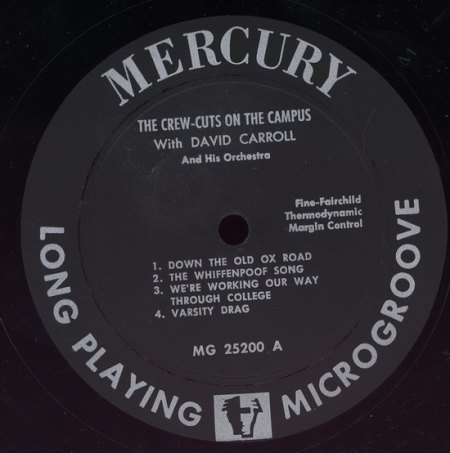 MERCURY
THE CREW-CUTS ON THE CAMPUS
With DAVID CARROLL
And His Orchestra
Fine-Fairchild
Thermodynamic
Margin Control
1. DOWN THE OLD OX ROAD
2. THE WHIFFENPOOF SONG
3. WE'RE WORKING OUR WAY
THROUGH COLLEGE
4. VARSITY DRAG
MG 25200 A
LONG PLAYING MICROGROOVE